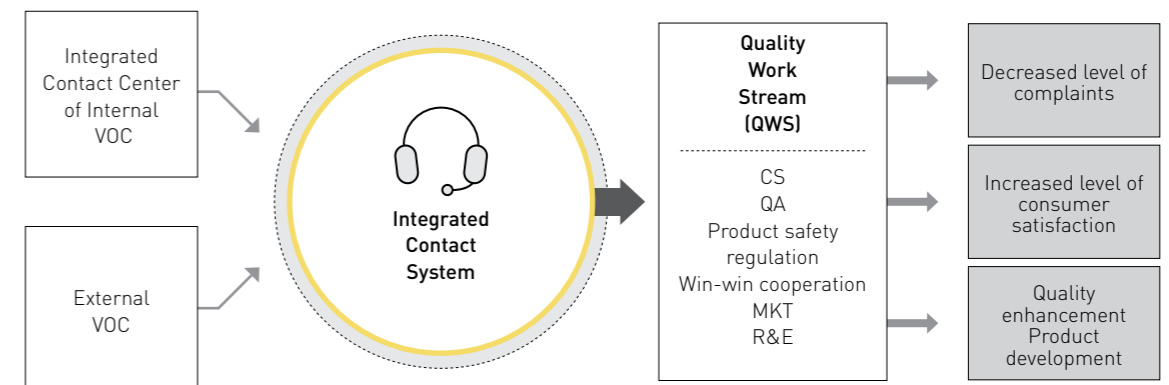 Integrated
Contact Center
of Internal
VOC
External
VOC
Integrated
Contact
System
Quality
Work
Stream
(QWS)
CS
QA
Product safety
regulation
Win-win cooperation
MKT
R&E
Decreased level of
complaints
Increased level of
consumer
satisfaction
Quality
enhancement
Product
development